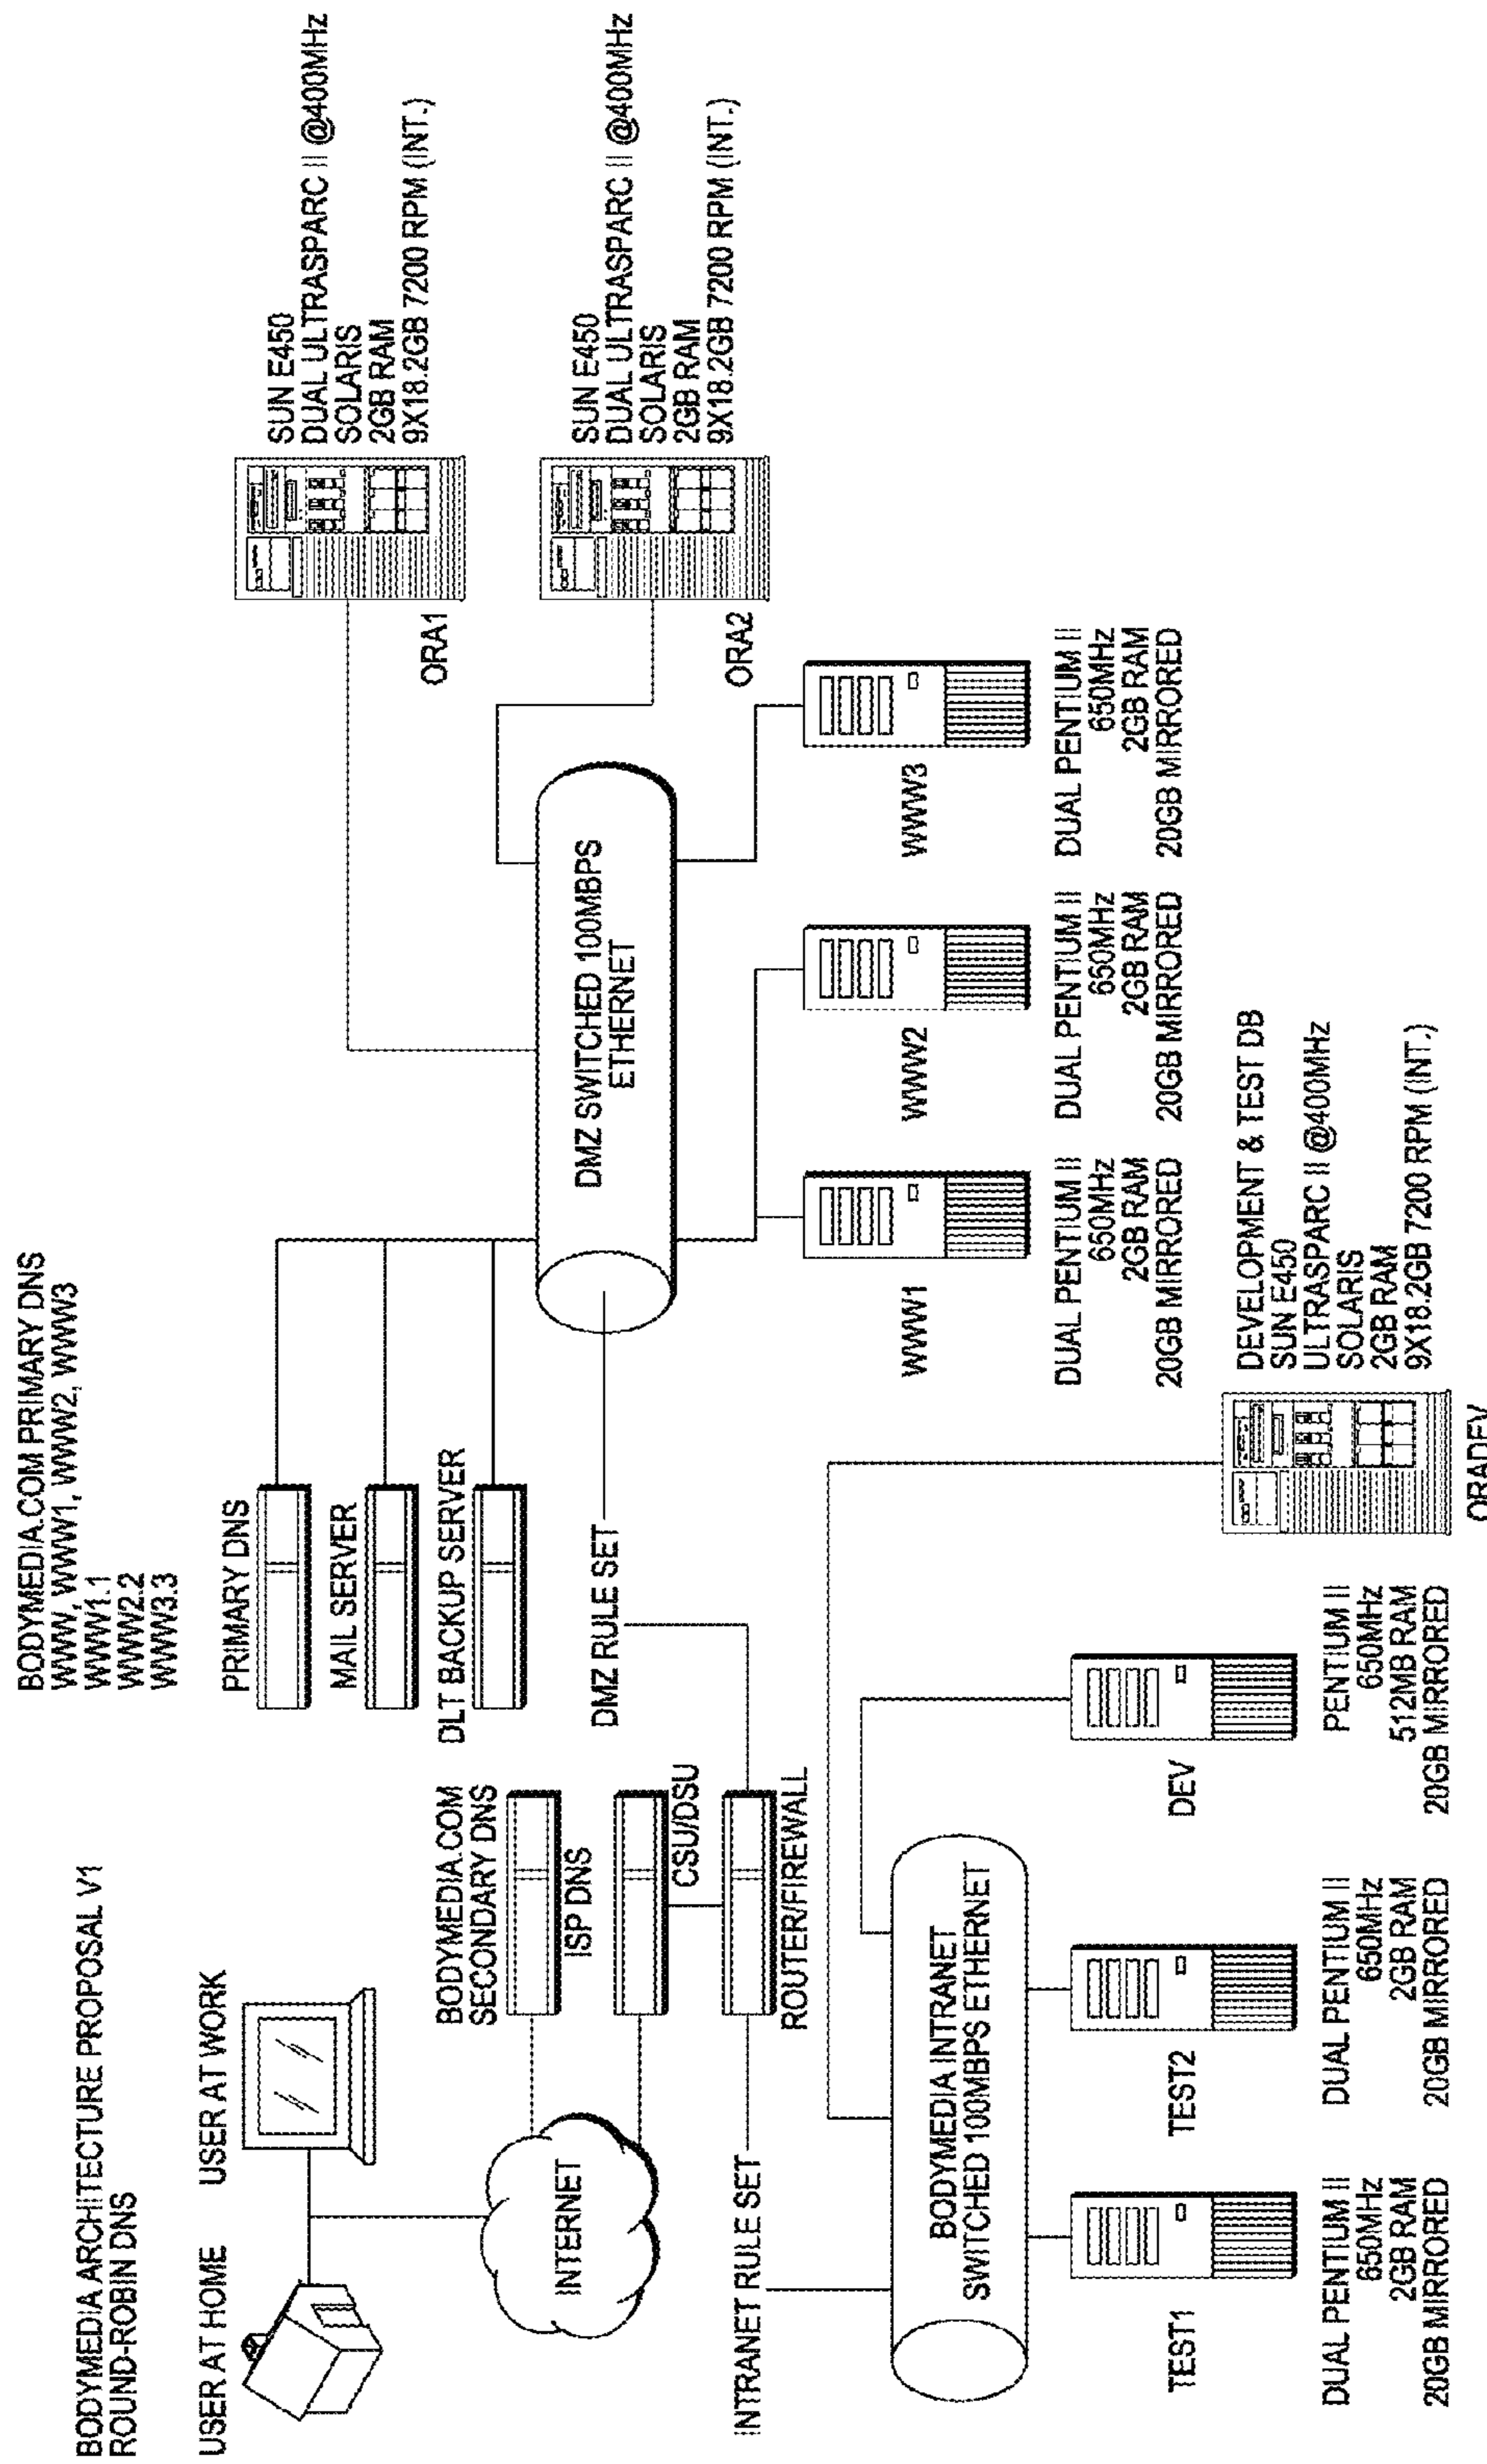 BODYMEDIA ARCHITECTURE PROPOSAL V1
ROUND-ROBIN DNS
BODYMEDIA.COM PRIMARY DNS
WWW, WWW1, WWW2, WWW3
WWW1.1
WWW2.2
WWW3.3
USER AT HOME
USER AT WORK
PRIMARY DNS
MAIL SERVER
DLT BACKUP SERVER
SUN E450
DUAL ULTRASPARC II @400MHz
SOLARIS
2GB RAM
9X18.2GB 7200 RPM (INT.)
ORA1
SUN E450
DUAL ULTRASPARC II @400MHz
SOLARIS
2GB RAM
9X18.2GB 7200 RPM (INT.)
ORA2
INTERNET
BODYMEDIA.COM
SECONDARY DNS
ISP DNS
CSU/DSU
ROUTER/FIREWALL
DMZ RULE SET
DMZ SWITCHED 100MBPS
ETHERNET
INTRANET RULE SET
WWW1
DUAL PENTIUM II
650MHz
2GB RAM
20GB MIRRORED
WWW2
DUAL PENTIUM II
650MHz
2GB RAM
20GB MIRRORED
WWW3
DUAL PENTIUM II
650MHz
2GB RAM
20GB MIRRORED
BODYMEDIA INTRANET
SWITCHED 100MBPS ETHERNET
TEST1
DUAL PENTIUM II
650MHz
2GB RAM
20GB MIRRORED
TEST2
DUAL PENTIUM II
650MHz
2GB RAM
20GB MIRRORED
DEV
PENTIUM II
650MHz
512MB RAM
20GB MIRRORED
DEVELOPMENT & TEST DB
SUN E450
ULTRASPARC II @400MHz
SOLARIS
2GB RAM
9X18.2GB 7200 RPM (INT.)
ORADEV